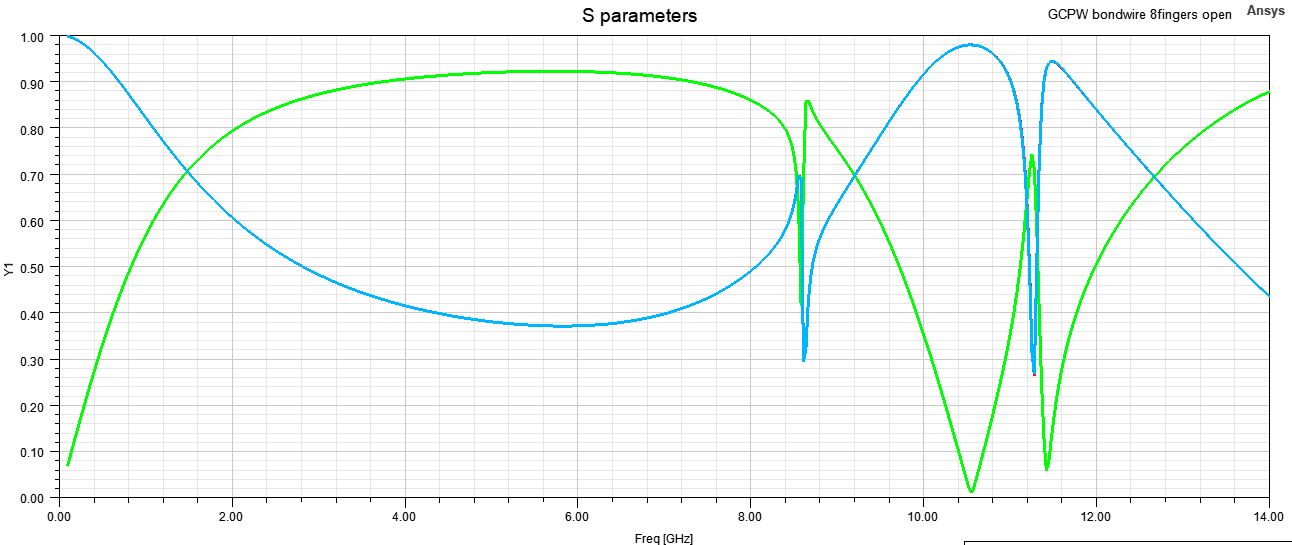 S parameters
GCPW bondwire 8fingers open
Ansys
1.00
0.90
0.80
0.70
0.60
0.50
0.40
0.30
0.20
0.10
0.00
Y1
0.00 2.00 4.00 6.00 8.00 10.00 12.00 14.00
Freq [GHz]